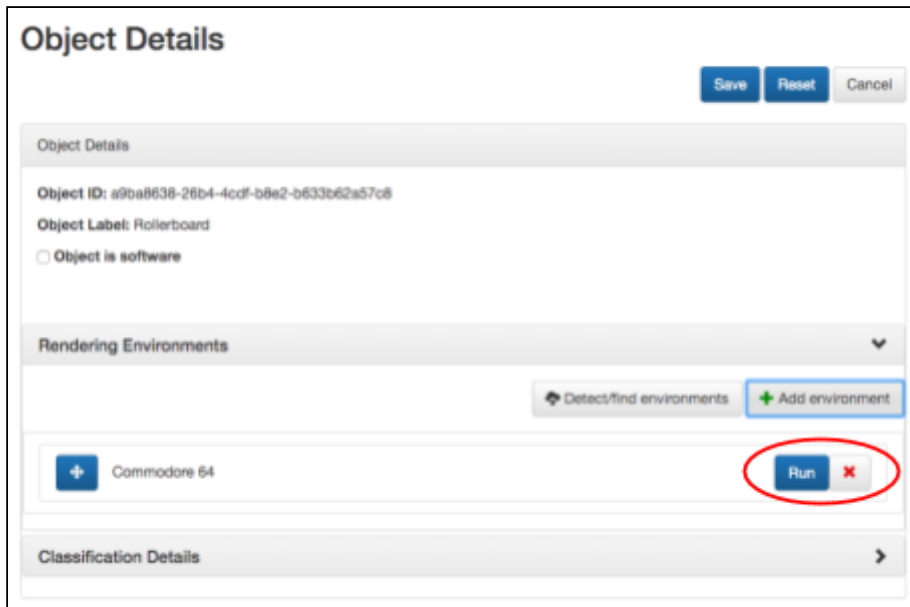 Object Details
Save Reset Cancel
Object Details
Object ID: a9ba8638-26b4-4cdf-b8e2-b633b62a57c8
Object Label: Rollerboard
Object is software
Rendering Environments
Detect/find environments + Add environment
Commodore 64 Run
Classification Details